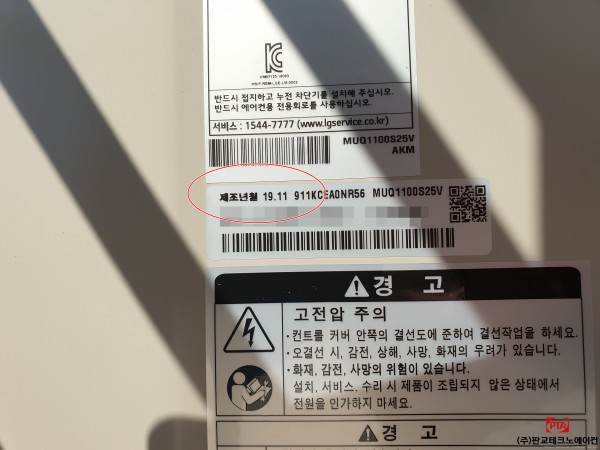 반드시 접지하고 누전 차단기를 설치해 주십시오.
반드시 에어컨용 전용회로를 사용하십시오.
서비스 : 1544-7777 (www.lgservice.co.kr)
MUQ1100S25V
AKM
제조년월 19.11 911KCEA0NR56 MUQ1100S25V
경 고
고전압 주의
·컨트롤 커버 안쪽의 결선도에 준하여 결선작업을 하세요.
·오결선 시, 감전, 상해, 사망, 화재의 우려가 있습니다.
·화재, 감전, 사망의 위험이 있습니다.
설치, 서비스, 수리 시 제품이 조립되지 않은 상태에서
전원을 인가하지 마세요.
경 고
PTA
(주)판교테크노에어컨